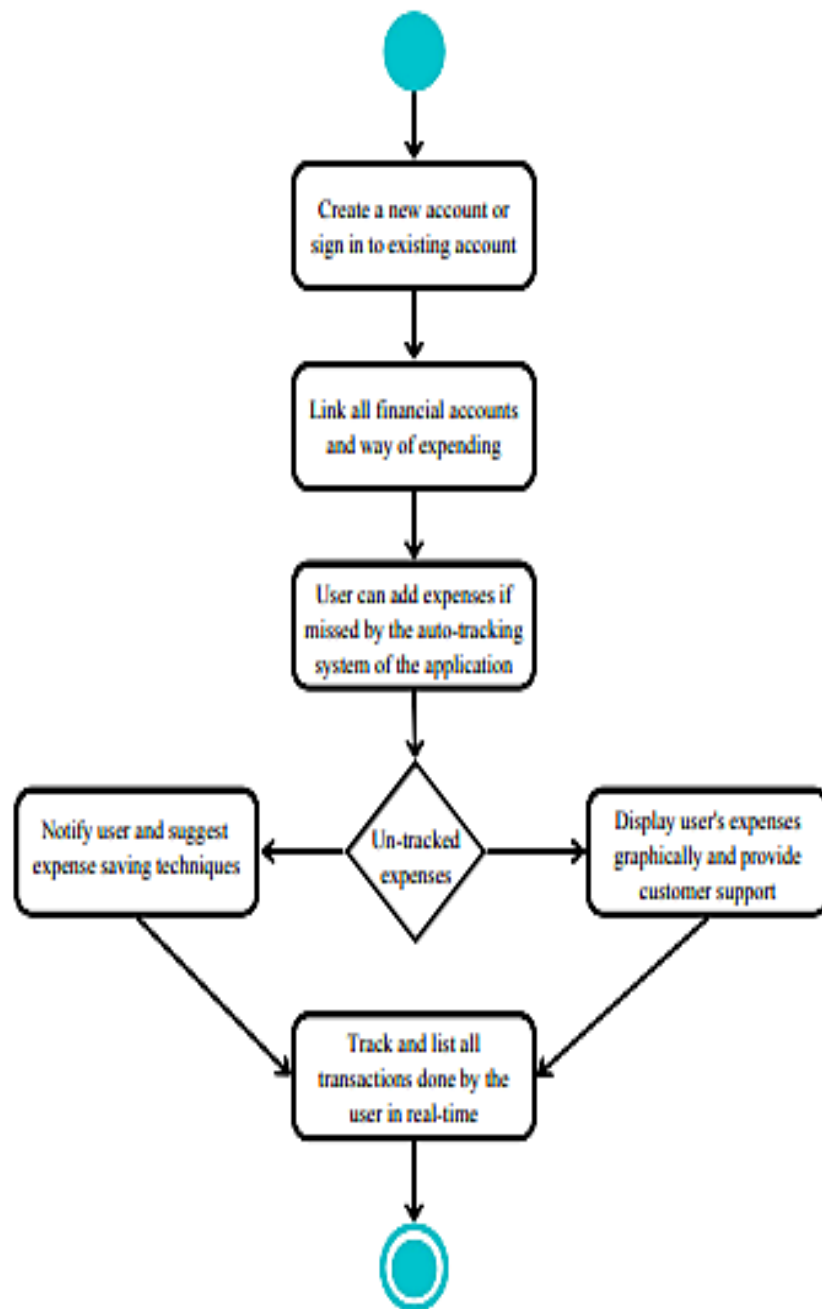 Create a new account or
sign in to existing account
Link all financial accounts
and way of expending
User can add expenses if
missed by the auto-tracking
system of the application
Notify user and suggest
expense saving techniques
Un-tracked
expenses
Display user's expenses
graphically and provide
customer support
Track and list all
transactions done by the
user in real-time